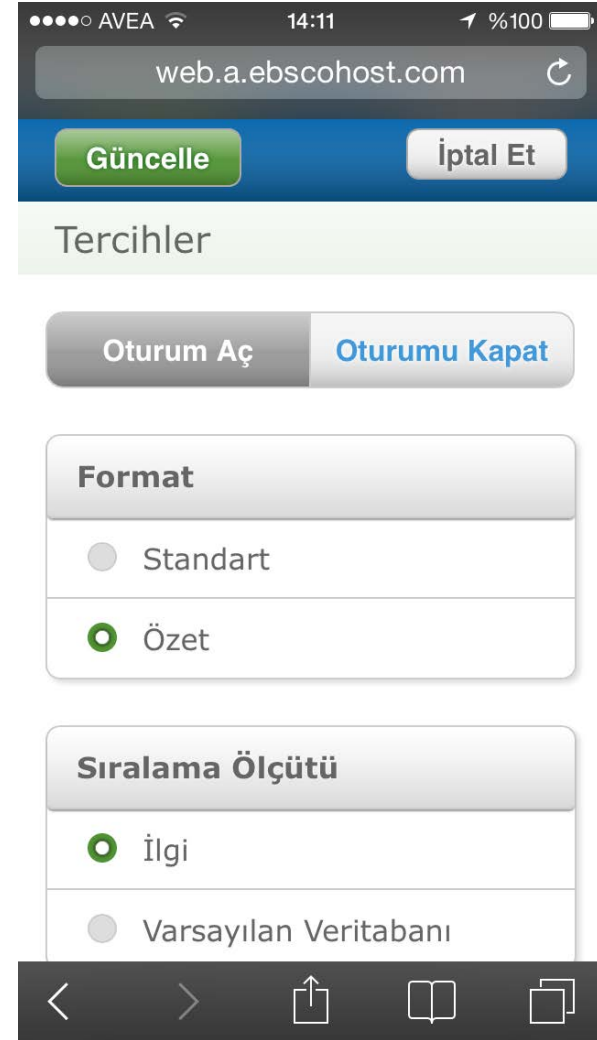 AVEA 14:11 %100
web.a.ebscohost.com
Güncelle İptal Et
Tercihler
Oturum Aç Oturumu Kapat
Format
Standart
Özet
Sıralama Ölçütü
İlgi
Varsayılan Veritabanı